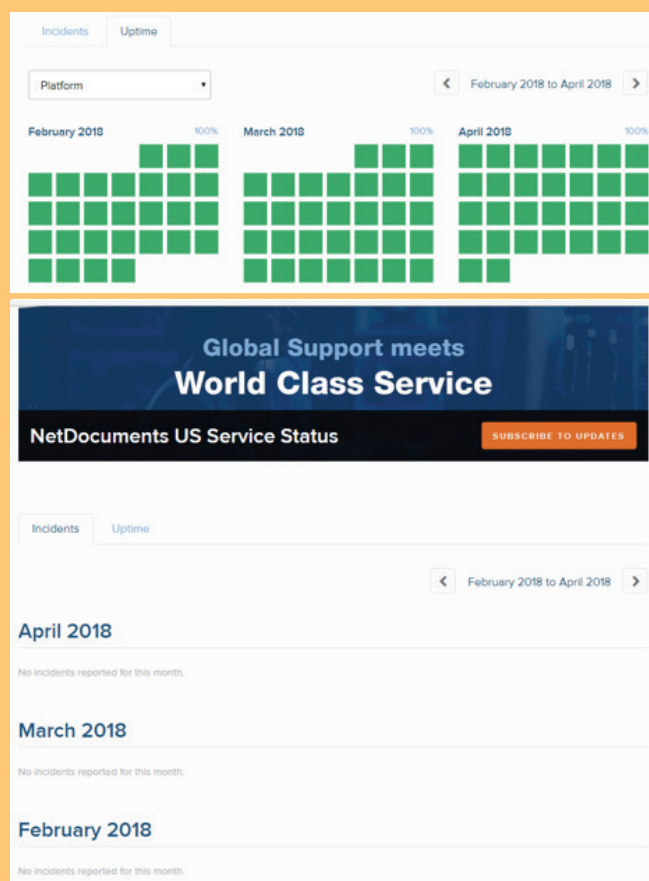 Incidents Uptime
Platform
February 2018 to April 2018
February 2018 100% March 2018 100% April 2018 100%
Global Support meets
World Class Service
NetDocuments US Service Status SUBSCRIBE TO UPDATES
Incidents Uptime
February 2018 to April 2018
April 2018
No incidents reported for this month.
March 2018
No incidents reported for this month.
February 2018
No incidents reported for this month.